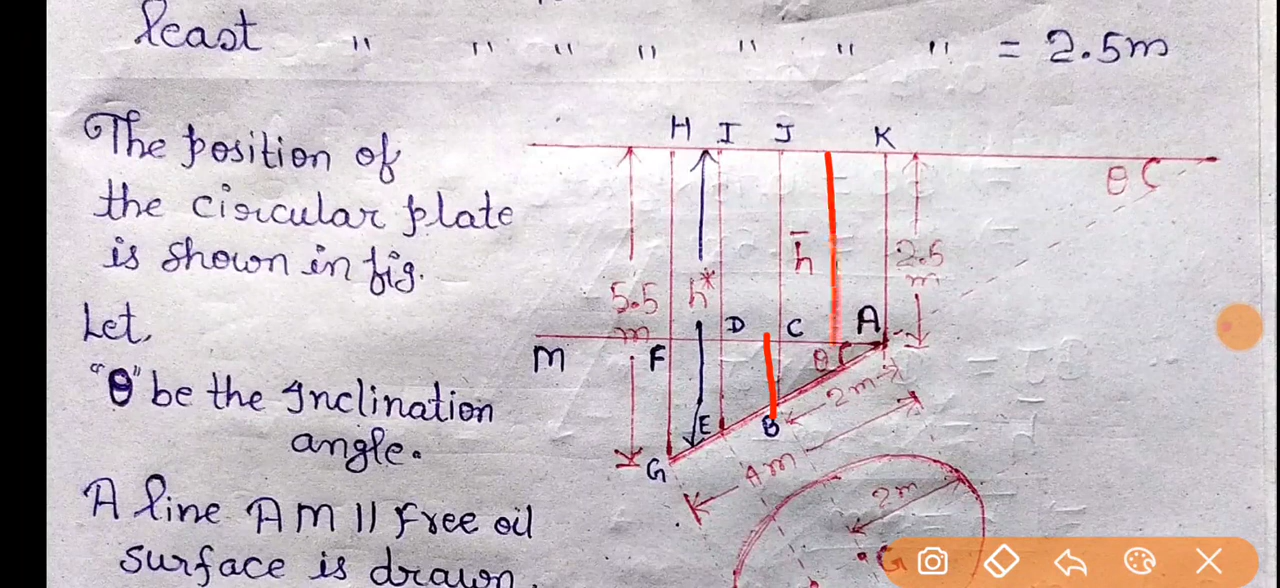 least " " " " " " " = 2.5m
The position of
the circular plate
is shown in fig.
Let,
"θ" be the Inclination
angle.
A line AM || free oil
surface is drawn.
H I J K
θ
h̄
2.5
m
5.5
m
h*
D C A
M F
θ
2m
E
B
G
4m
2m
G